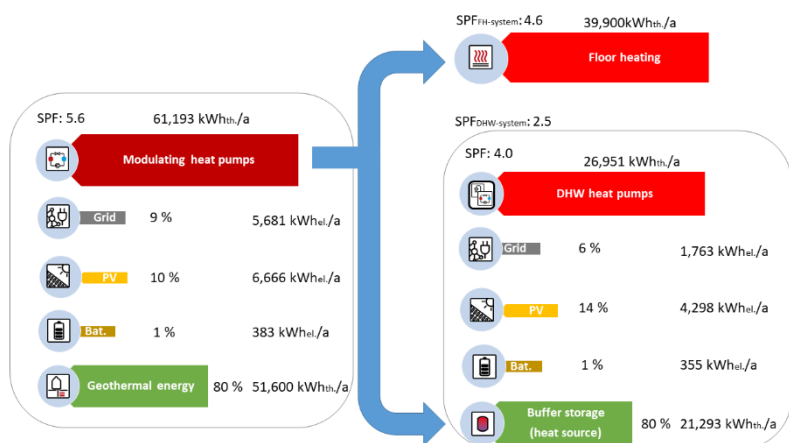 SPFFH-system: 4.6 39,900kWhth./a
Floor heating
SPF: 5.6 61,193 kWhth./a
Modulating heat pumps
Grid 9 % 5,681 kWhel./a
PV 10 % 6,666 kWhel./a
Bat. 1 % 383 kWhel./a
Geothermal energy 80 % 51,600 kWhth./a
SPFDHW-system: 2.5
SPF: 4.0 26,951 kWhth./a
DHW heat pumps
Grid 6 % 1,763 kWhel./a
PV 14 % 4,298 kWhel./a
Bat. 1 % 355 kWhel./a
Buffer storage
(heat source) 80 % 21,293 kWhth./a